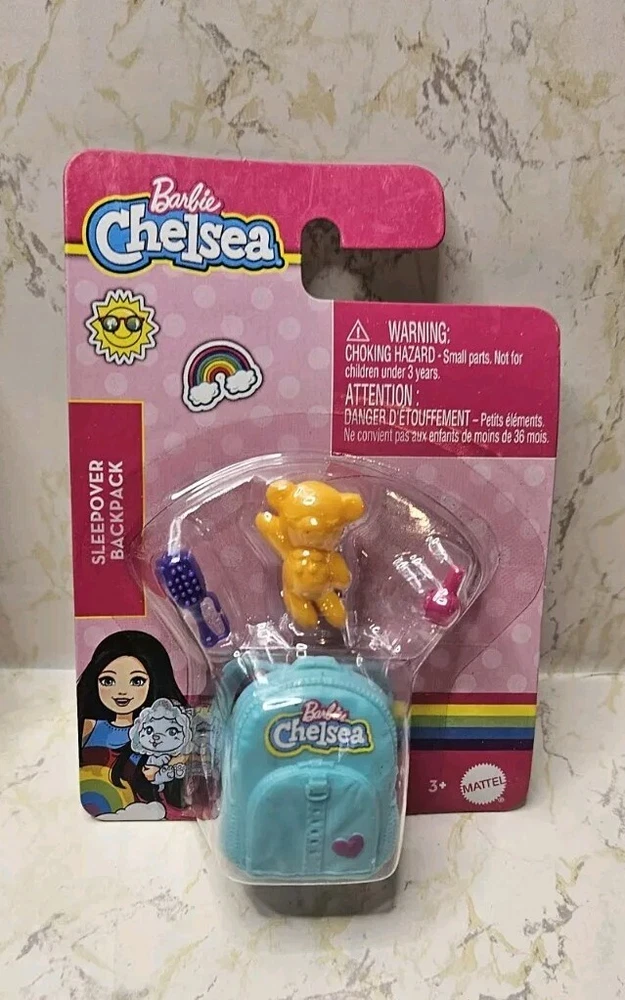 Barbie
Chelsea
WARNING:
CHOKING HAZARD - Small parts. Not for
children under 3 years.
ATTENTION :
DANGER D'ÉTOUFFEMENT – Petits éléments.
Ne convient pas aux enfants de moins de 36 mois.
SLEEPOVER
BACKPACK
Barbie
Chelsea
3+
MATTEL